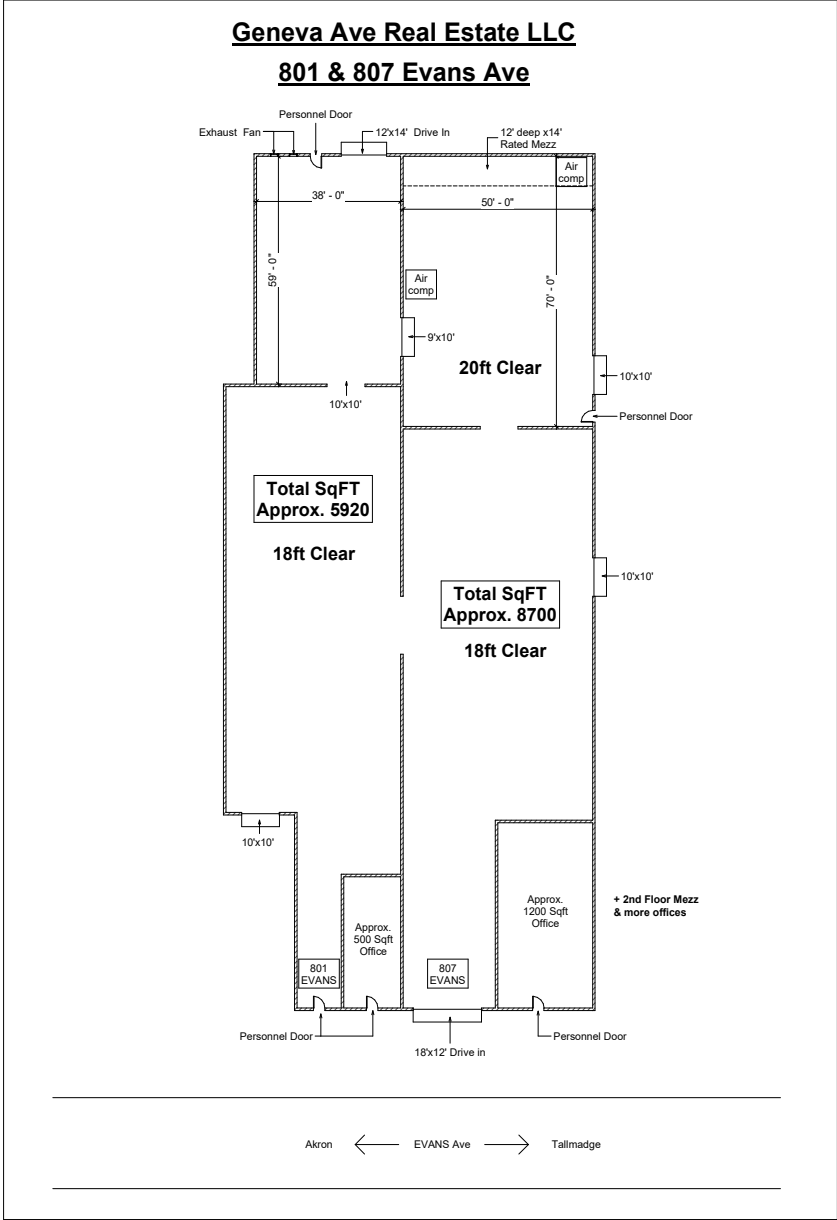 Geneva Ave Real Estate LLC
801 & 807 Evans Ave
Personnel Door
Exhaust Fan
12'x14' Drive In
12' deep x14'
Rated Mezz
Air
comp
38' - 0"
50' - 0"
59' - 0"
70' - 0"
Air
comp
9'x10'
20ft Clear
10'x10'
10'x10'
Personnel Door
Total SqFT
Approx. 5920
18ft Clear
10'x10'
Total SqFT
Approx. 8700
18ft Clear
10'x10'
Approx.
1200 Sqft
Office
+ 2nd Floor Mezz
& more offices
Approx.
500 Sqft
Office
801
EVANS
807
EVANS
Personnel Door
Personnel Door
18'x12' Drive in
Akron
EVANS Ave
Tallmadge